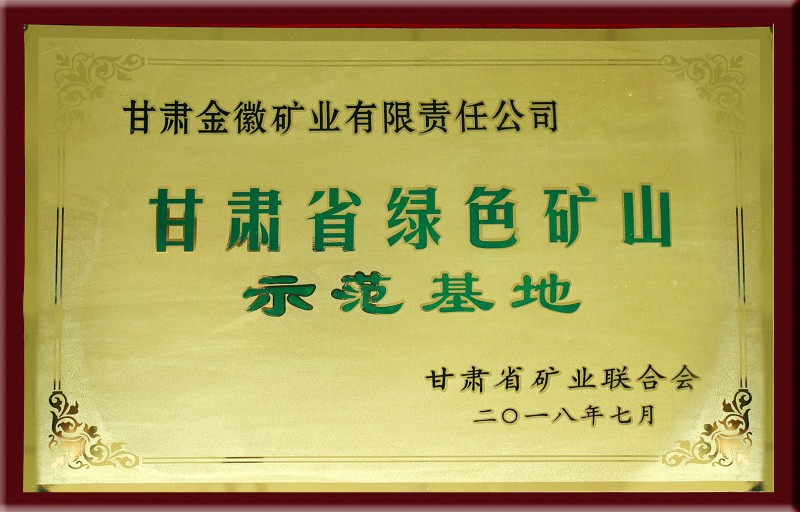 甘肃金徽矿业有限责任公司
甘肃省绿色矿山
示范基地
甘肃省矿业联合会
二〇一八年七月